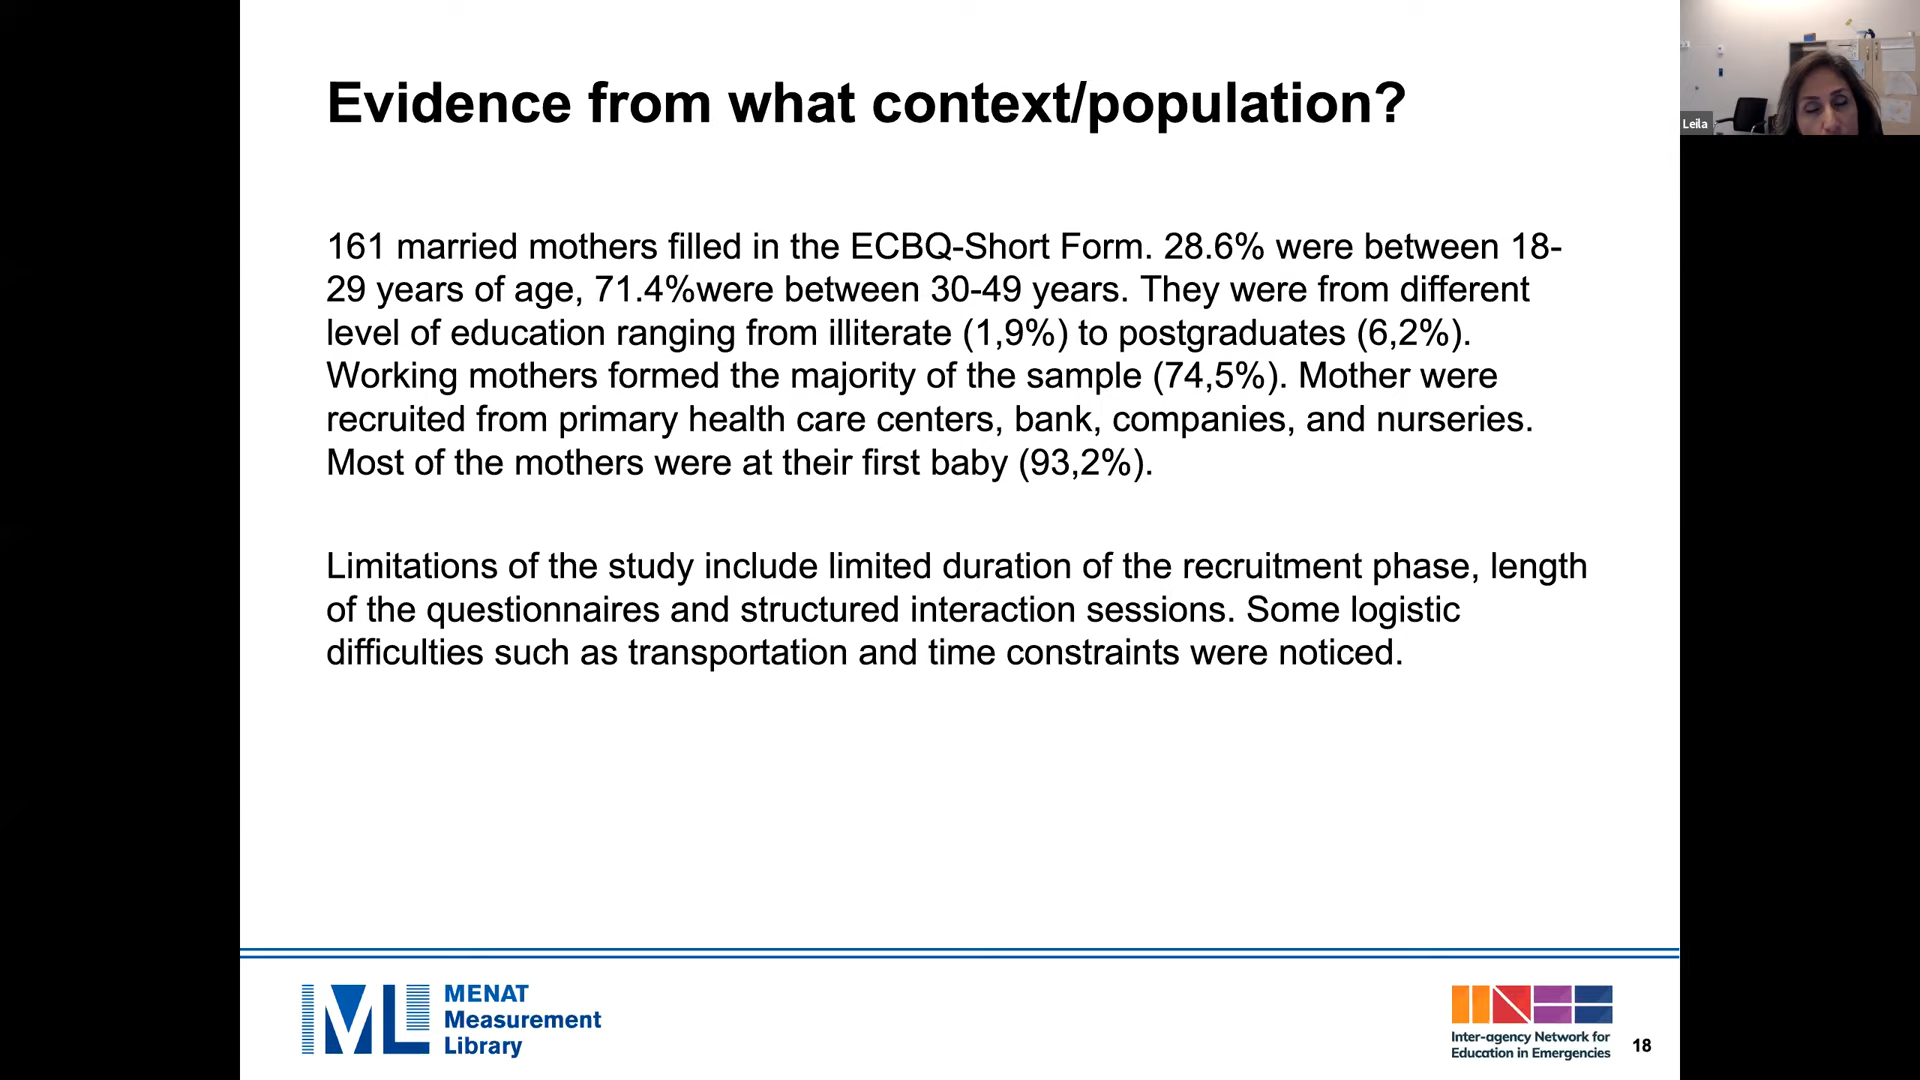 Evidence from what context/population?
Leila
161 married mothers filled in the ECBQ-Short Form. 28.6% were between 18-
29 years of age, 71.4%were between 30-49 years. They were from different
level of education ranging from illiterate (1,9%) to postgraduates (6,2%).
Working mothers formed the majority of the sample (74,5%). Mother were
recruited from primary health care centers, bank, companies, and nurseries.
Most of the mothers were at their first baby (93,2%).
Limitations of the study include limited duration of the recruitment phase, length
of the questionnaires and structured interaction sessions. Some logistic
difficulties such as transportation and time constraints were noticed.
ML
MENAT
Measurement
Library
INEE
Inter-agency Network for
Education in Emergencies
18